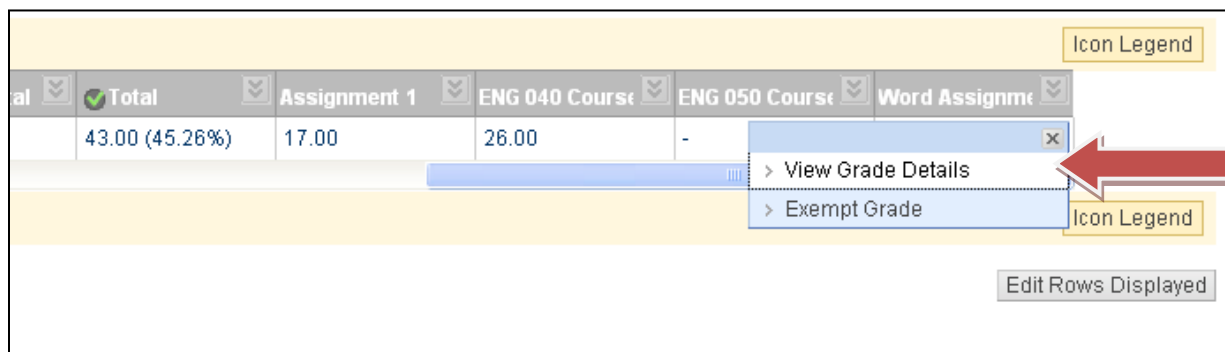 Icon Legend
al Total Assignment 1 ENG 040 Course ENG 050 Course Word Assignme
43.00 (45.26%) 17.00 26.00 -
> View Grade Details
> Exempt Grade
Icon Legend
Edit Rows Displayed